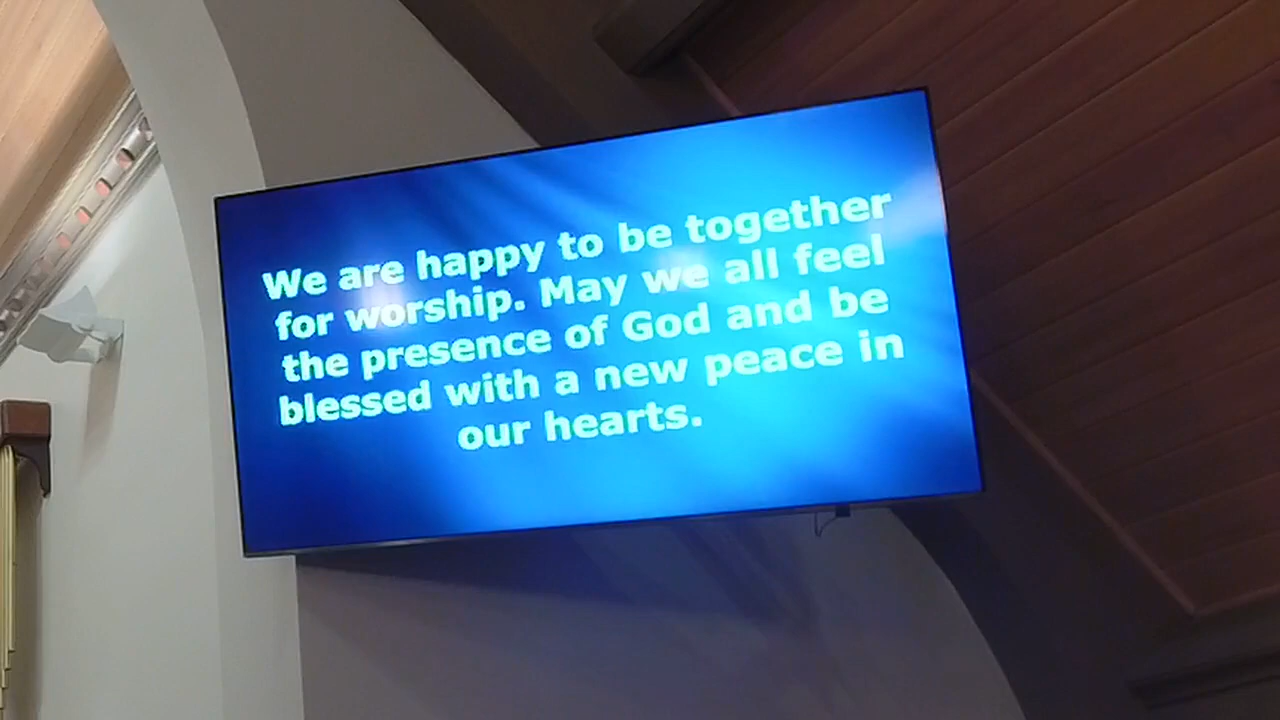 We are happy to be together
for worship. May we all feel
the presence of God and be
blessed with a new peace in
our hearts.